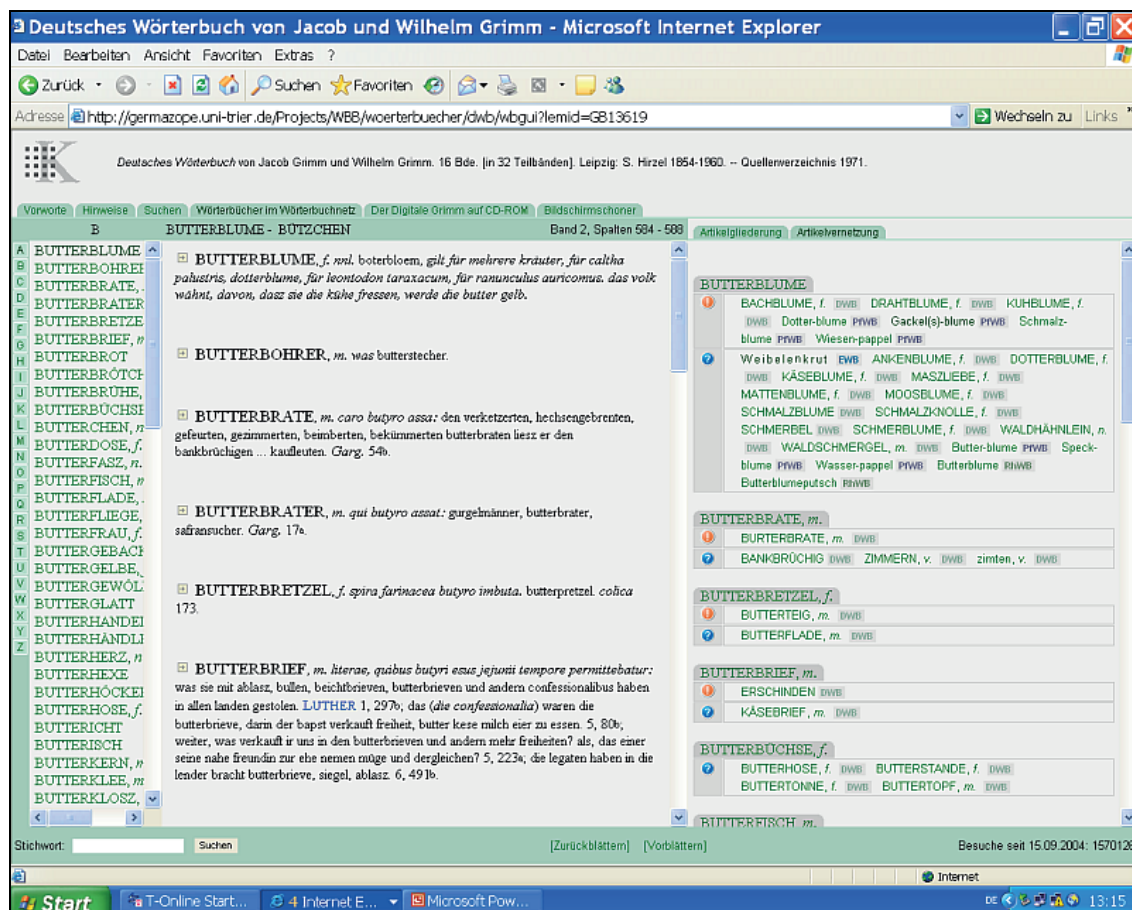 Deutsches Wörterbuch von Jacob und Wilhelm Grimm - Microsoft Internet Explorer
Datei Bearbeiten Ansicht Favoriten Extras ?
Zurück Suchen Favoriten
Adresse http://germazope.uni-trier.de/Projects/WBB/woerterbuecher/dwb/wbgui?lemid=GB13619 Wechseln zu Links
Deutsches Wörterbuch von Jacob Grimm und Wilhelm Grimm. 16 Bde. [in 32 Teilbänden]. Leipzig: S. Hirzel 1854-1960. -- Quellenverzeichnis 1971.
Vorworte Hinweise Suchen Wörterbücher im Wörterbuchnetz Der Digitale Grimm auf CD-ROM Bildschirmschoner
B BUTTERBLUME - BÜTZCHEN Band 2, Spalten 584 - 588
Artikelgliederung Artikelvernetzung
A
B
C
D
E
F
G
H
I
J
K
L
M
N
O
P
Q
R
S
T
U
V
W
X
Y
Z
BUTTERBLUME
BUTTERBOHRER
BUTTERBRATE,
BUTTERBRATER
BUTTERBRETZE
BUTTERBRIEF, m
BUTTERBROT
BUTTERBRÖTCH
BUTTERBRÜHE,
BUTTERBÜCHSE
BUTTERCHEN, n
BUTTERDOSE, f.
BUTTERFASZ, n.
BUTTERFISCH, m
BUTTERFLADE,
BUTTERFLIEGE,
BUTTERFRAU, f.
BUTTERGEBACK
BUTTERGELBE,
BUTTERGEWÖL
BUTTERGLATT
BUTTERHANDEL
BUTTERHÄNDLE
BUTTERHERZ, n
BUTTERHEXE
BUTTERHÖCKEI
BUTTERHOSE, f.
BUTTERICHT
BUTTERISCH
BUTTERKERN, m
BUTTERKLEE, m
BUTTERKLOSZ,
BUTTERBLUME, f. nnl. boterbloem, gilt für mehrere kräuter, für caltha
palustris, dotterblume, für leontodon taraxacum, für ranunculus auricomus. das volk
wähnt, davon, dasz sie die kühe fressen, werde die butter gelb.
BUTTERBOHRER, m. was butterstecher.
BUTTERBRATE, m. caro butyro assa: den verketzerten, hechsengebrenten,
gefeurten, gezimmerten, beimberten, bekümmerten butterbraten liesz er den
bankbrüchigen ... kaufleuten. Garg. 54b.
BUTTERBRATER, m. qui butyro assat: gurgelmänner, butterbrater,
safransucher. Garg. 17a.
BUTTERBRETZEL, f. spira farinacea butyro imbuta. butterpretzel. colica
173.
BUTTERBRIEF, m. literae, quibus butyri esus jejunii tempore permittebatur:
was sie mit ablasz, bullen, beichtbrieven, butterbrieven und andern confessionalibus haben
in allen landen gestolen. LUTHER 1, 297b; das (die confessionalia) waren die
butterbrieve, darin der bapst verkauft freiheit, butter kese milch eier zu essen. 5, 80b;
weiter, was verkauft ir uns in den butterbrieven und andern mehr freiheiten? als, das einer
seine nahe freundin zur ehe nemen müge und dergleichen? 5, 223a; die legaten haben in die
lender bracht butterbrieve, siegel, ablasz. 6, 491b.
BUTTERBLUME
BACHBLUME, f. DWB DRAHTBLUME, f. DWB KUHBLUME, f.
DWB Dotter-blume PfWB Gackel(s)-blume PfWB Schmalz-
blume PfWB Wiesen-pappel PfWB
Weibelenkrut EWB ANKENBLUME, f. DWB DOTTERBLUME, f.
DWB KÄSEBLUME, f. DWB MASZLIEBE, f. DWB
MATTENBLUME, f. DWB MOOSBLUME, f. DWB
SCHMALZBLUME DWB SCHMALZKNOLLE, f. DWB
SCHMERBEL DWB SCHMERBLUME, f. DWB WALDHÄHNLEIN, n.
DWB WALDSCHMERGEL, m. DWB Butter-blume PfWB Speck-
blume PfWB Wasser-pappel PfWB Butterblume RhWB
Butterblumeputsch RhWB
BUTTERBRATE, m.
BURTERBRATE, m. DWB
BANKBRÜCHIG DWB ZIMMERN, v. DWB zimten, v. DWB
BUTTERBRETZEL, f.
BUTTERTEIG, m. DWB
BUTTERFLADE, m. DWB
BUTTERBRIEF, m.
ERSCHINDEN DWB
KÄSEBRIEF, m. DWB
BUTTERBÜCHSE, f.
BUTTERHOSE, f. DWB BUTTERSTANDE, f. DWB
BUTTERTONNE, f. DWB BUTTERTOPF, m. DWB
BUTTERFISCH, m.
Stichwort: Suchen [Zurückblättern] [Vorblättern] Besuche seit 15.09.2004: 1570126
Internet
Start T-Online Start... 4 Internet E... Microsoft Pow... DE 13:15